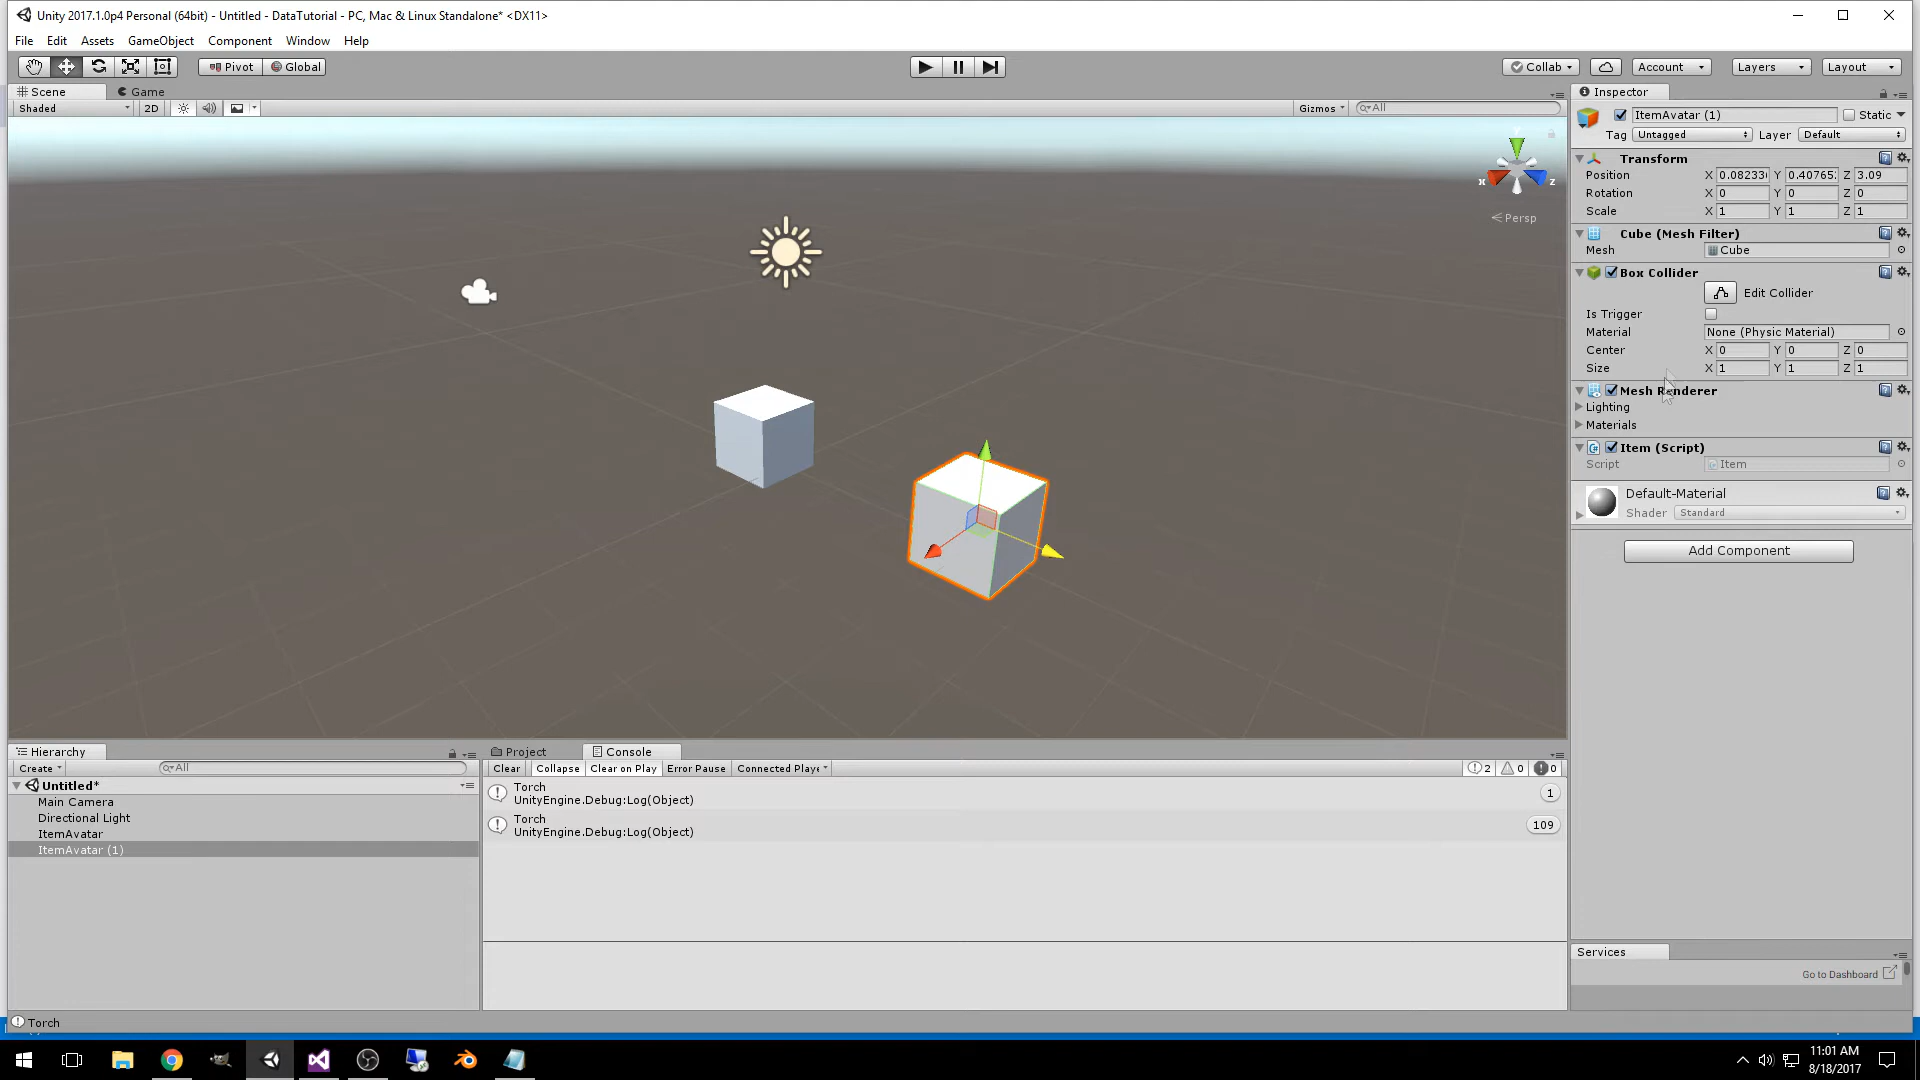 Unity 2017.1.0p4 Personal (64bit) - Untitled - DataTutorial - PC, Mac & Linux Standalone* <DX11>
File Edit Assets GameObject Component Window Help
Pivot Global Collab Account Layers Layout
Scene Game Inspector
Shaded 2D Gizmos All
ItemAvatar (1) Static
Tag Untagged Layer Default
Transform
Position X 0.0823 Y 0.40765 Z 3.09
Rotation X 0 Y 0 Z 0
Scale X 1 Y 1 Z 1
x z
Persp
Cube (Mesh Filter)
Mesh Cube
Box Collider
Edit Collider
Is Trigger
Material None (Physic Material)
Center X 0 Y 0 Z 0
Size X 1 Y 1 Z 1
Mesh Renderer
Lighting
Materials
Item (Script)
Script Item
Default-Material
Shader Standard
Add Component
Hierarchy
Create All
Untitled*
Main Camera
Directional Light
ItemAvatar
ItemAvatar (1)
Project Console
Clear Collapse Clear on Play Error Pause Connected Playe 2 0 0
Torch
UnityEngine.Debug:Log(Object) 1
Torch
UnityEngine.Debug:Log(Object) 109
Services
Go to Dashboard
Torch
11:01 AM
8/18/2017